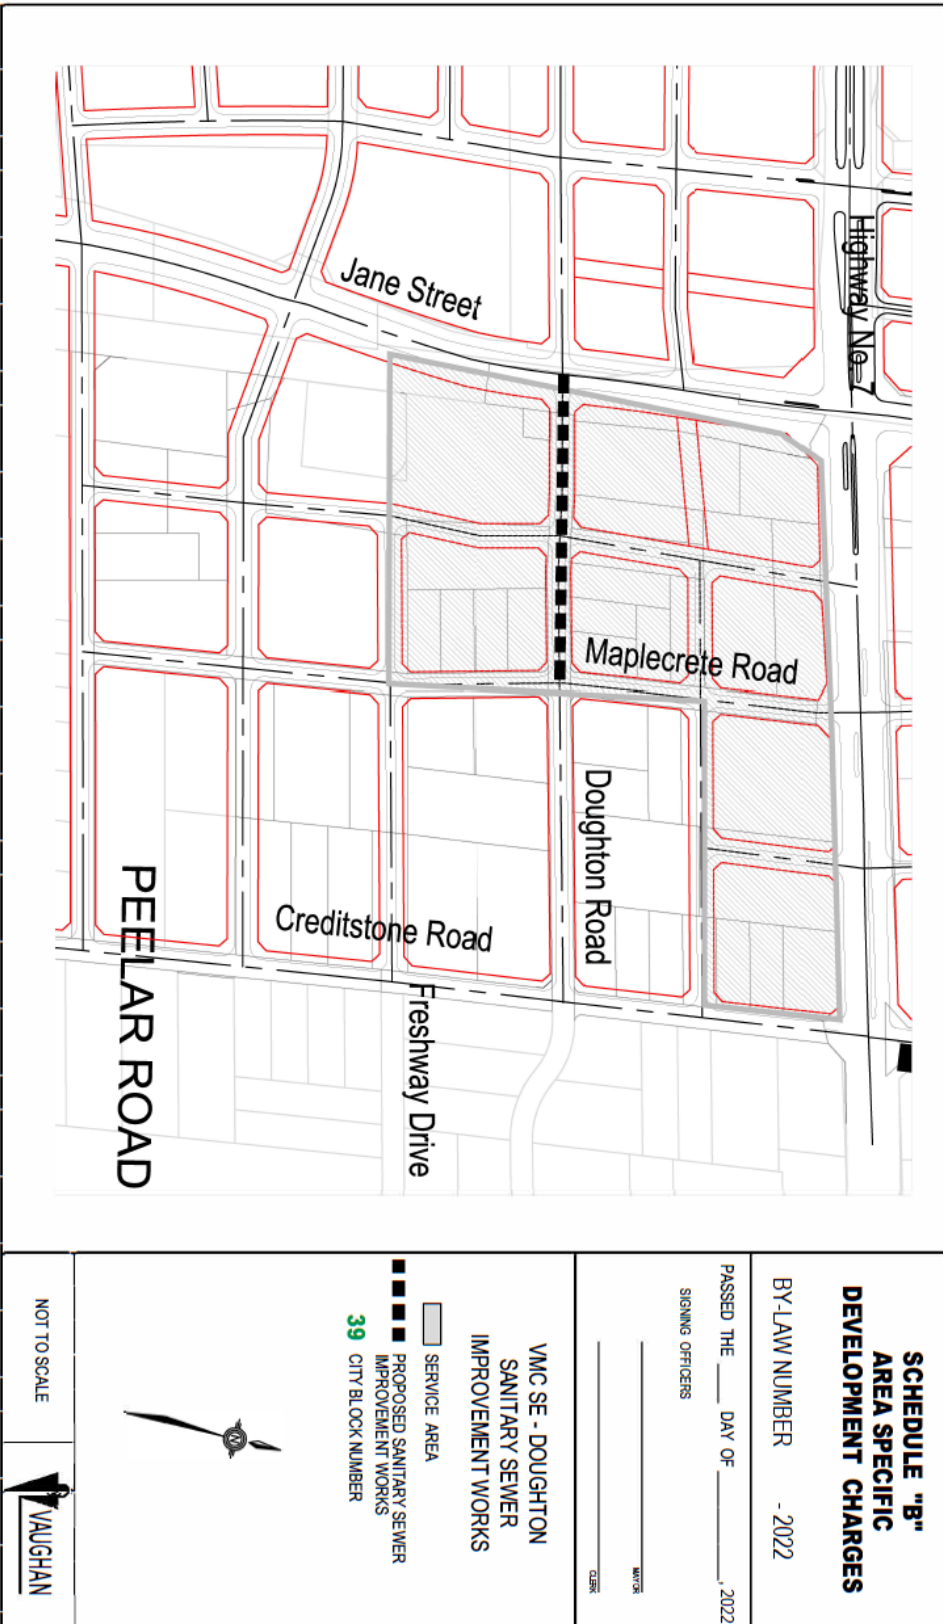 Jane Street
Highway No. 7
Maplecrete Road
Doughton Road
Creditstone Road
Freshway Drive
PEELAR ROAD
SCHEDULE "B"
AREA SPECIFIC
DEVELOPMENT CHARGES
BY-LAW NUMBER - 2022
PASSED THE ____ DAY OF ________, 2022
SIGNING OFFICERS
MAYOR
CLERK
VMC SE - DOUGHTON
SANITARY SEWER
IMPROVEMENT WORKS
SERVICE AREA
PROPOSED SANITARY SEWER
IMPROVEMENT WORKS
39 CITY BLOCK NUMBER
N
NOT TO SCALE
VAUGHAN